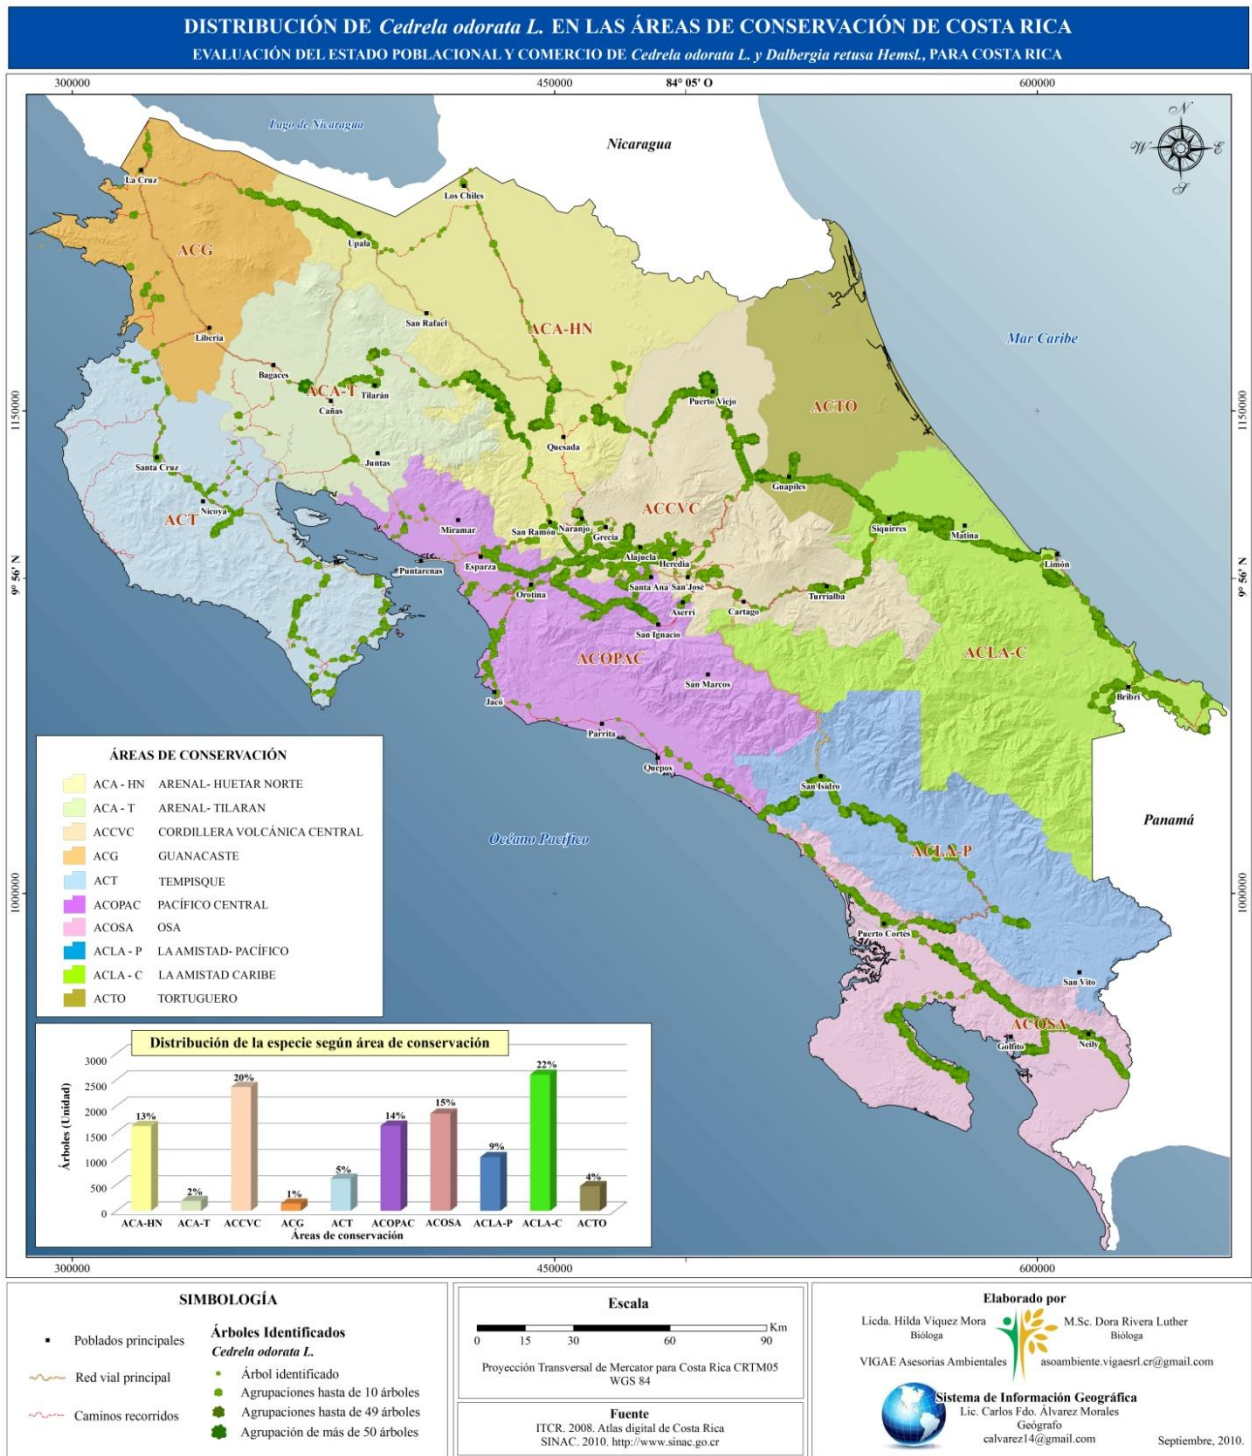 DISTRIBUCIÓN DE Cedrela odorata L. EN LAS ÁREAS DE CONSERVACIÓN DE COSTA RICA
EVALUACIÓN DEL ESTADO POBLACIONAL Y COMERCIO DE Cedrela odorata L. y Dalbergia retusa Hemsl., PARA COSTA RICA
300000
450000
84° 05' O
600000
Lago de Nicaragua
Nicaragua
N
W
E
S
La Cruz
Los Chiles
Upala
ACG
San Rafael
ACA-HN
Liberia
Mar Caribe
Bagaces
ACA-T
Tilarán
Cañas
Puerto Viejo
ACTO
1150000
1150000
Quesada
Juntas
Santa Cruz
Guapiles
Nicoya
ACT
ACCVC
Miramar
San Ramón
Naranjo
Grecia
Siquirres
Matina
Alajuela
Heredia
Limón
Esparza
Puntarenas
9° 56' N
9° 56' N
Orotina
Santa Ana
San José
Turrialba
Aserrí
Cartago
San Ignacio
ACOPAC
ACLA-C
San Marcos
Jacó
Bribri
Parrita
Quepos
San Isidro
Océano Pacífico
Panamá
ACLA-P
1000000
1000000
Puerto Cortés
San Vito
ACOSA
Golfito
Neily
ÁREAS DE CONSERVACIÓN
ACA - HN ARENAL- HUETAR NORTE
ACA - T ARENAL- TILARAN
ACCVC CORDILLERA VOLCÁNICA CENTRAL
ACG GUANACASTE
ACT TEMPISQUE
ACOPAC PACÍFICO CENTRAL
ACOSA OSA
ACLA - P LA AMISTAD- PACÍFICO
ACLA - C LA AMISTAD CARIBE
ACTO TORTUGUERO
Distribución de la especie según área de conservación
Árboles (Unidad)
3000
2500
2000
1500
1000
500
0
13%
2%
20%
1%
5%
14%
15%
9%
22%
4%
ACA-HN ACA-T ACCVC ACG ACT ACOPAC ACOSA ACLA-P ACLA-C ACTO
Áreas de conservación
300000
450000
600000
SIMBOLOGÍA
Poblados principales
Red vial principal
Caminos recorridos
Árboles Identificados
Cedrela odorata L.
Árbol identificado
Agrupaciones hasta de 10 árboles
Agrupaciones hasta de 49 árboles
Agrupación de más de 50 árboles
Escala
Km
0 15 30 60 90
Proyección Transversal de Mercator para Costa Rica CRTM05
WGS 84
Fuente
ITCR. 2008. Atlas digital de Costa Rica
SINAC. 2010. http://www.sinac.go.cr
Elaborado por
Licda. Hilda Víquez Mora
Bióloga
M.Sc. Dora Rivera Luther
Bióloga
VIGAE Asesorias Ambientales
asoambiente.vigaesrl.cr@gmail.com
Sistema de Información Geográfica
Lic. Carlos Fdo. Álvarez Morales
Geógrafo
calvarez14@gmail.com
Septiembre, 2010.